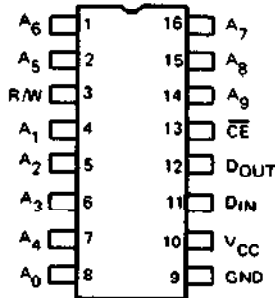 A6 1 16 A7
A5 2 15 A8
R/W 3 14 A9
A1 4 13 C̅E̅
A2 5 12 DOUT
A3 6 11 DIN
A4 7 10 VCC
A0 8 9 GND